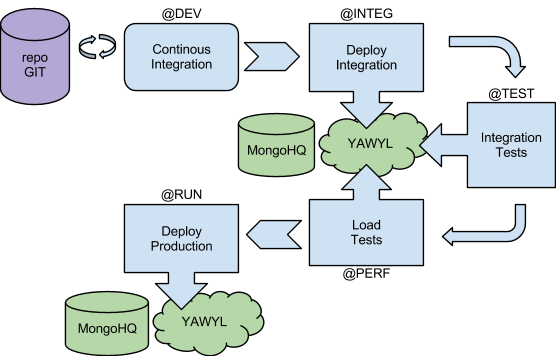 @DEV
@INTEG
repo
GIT
Continous
Integration
Deploy
Integration
@TEST
MongoHQ
YAWYL
Integration
Tests
@RUN
Deploy
Production
Load
Tests
@PERF
MongoHQ
YAWYL